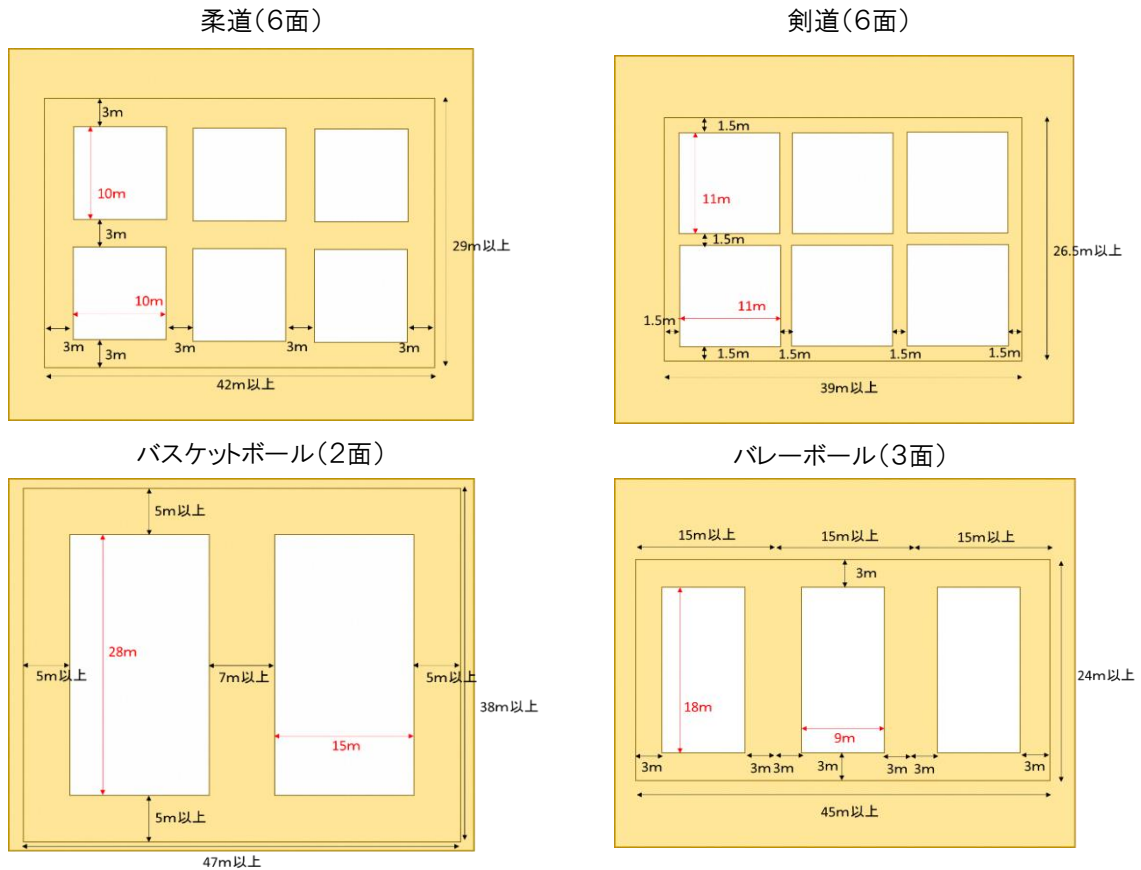 柔道(6面)
3m
10m
3m
10m
3m
3m
3m
3m
3m
29m以上
42m以上
剣道(6面)
1.5m
11m
1.5m
11m
1.5m
1.5m
1.5m
1.5m
1.5m
26.5m以上
39m以上
バスケットボール(2面)
5m以上
28m
5m以上
7m以上
5m以上
38m以上
15m
5m以上
47m以上
バレーボール(3面)
15m以上
15m以上
15m以上
3m
18m
9m
24m以上
3m
3m
3m
3m
3m
3m
3m
45m以上